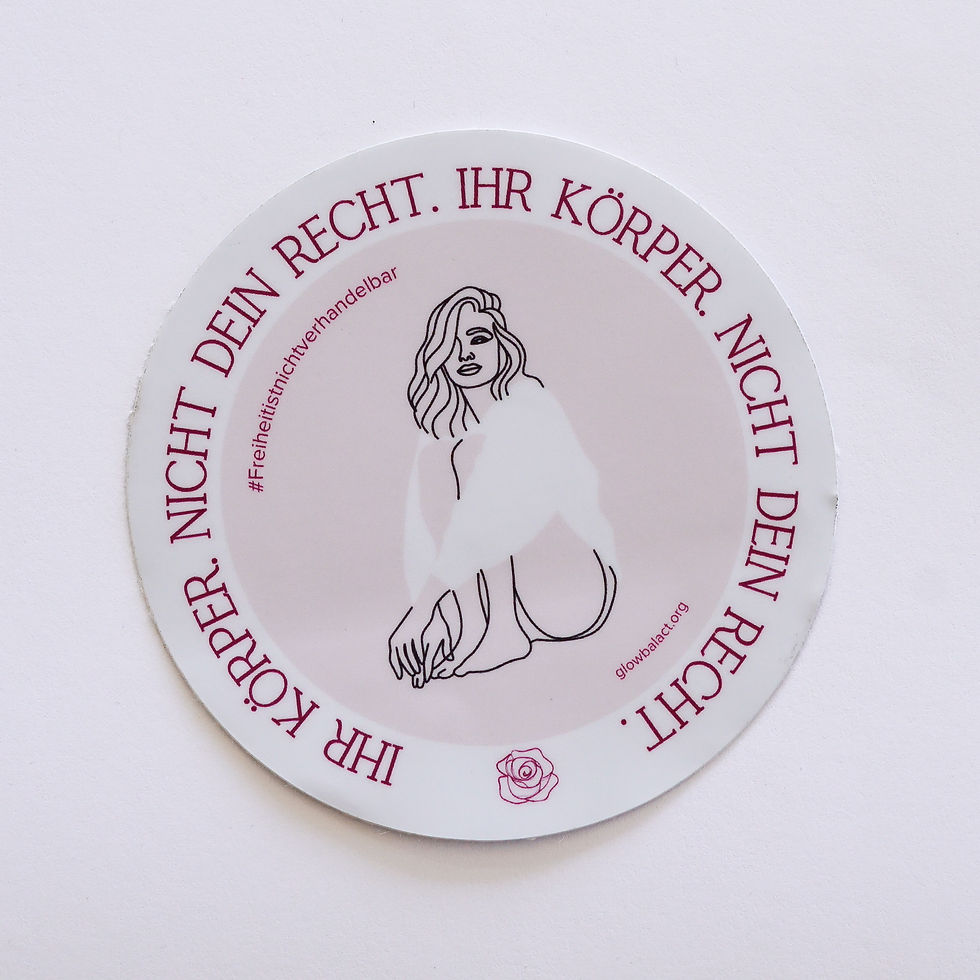 IHR KÖRPER. NICHT DEIN RECHT. IHR KÖRPER. NICHT DEIN RECHT.
#Freiheitistnichtverhandelbar
glowbalact.org